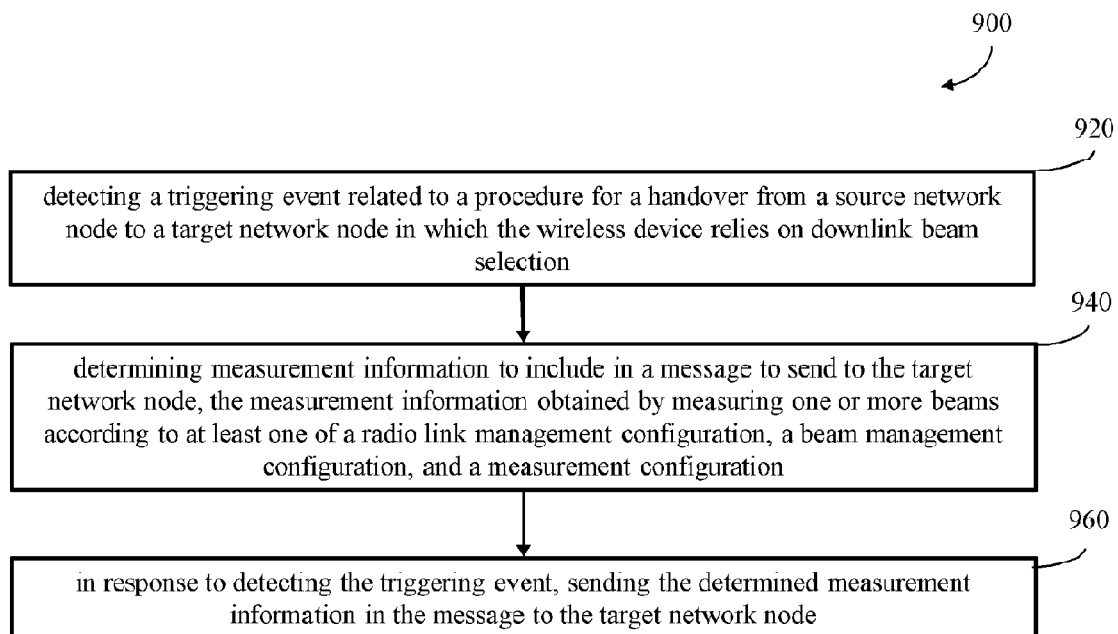 900
920
detecting a triggering event related to a procedure for a handover from a source network
node to a target network node in which the wireless device relies on downlink beam
selection
940
determining measurement information to include in a message to send to the target
network node, the measurement information obtained by measuring one or more beams
according to at least one of a radio link management configuration, a beam management
configuration, and a measurement configuration
960
in response to detecting the triggering event, sending the determined measurement
information in the message to the target network node